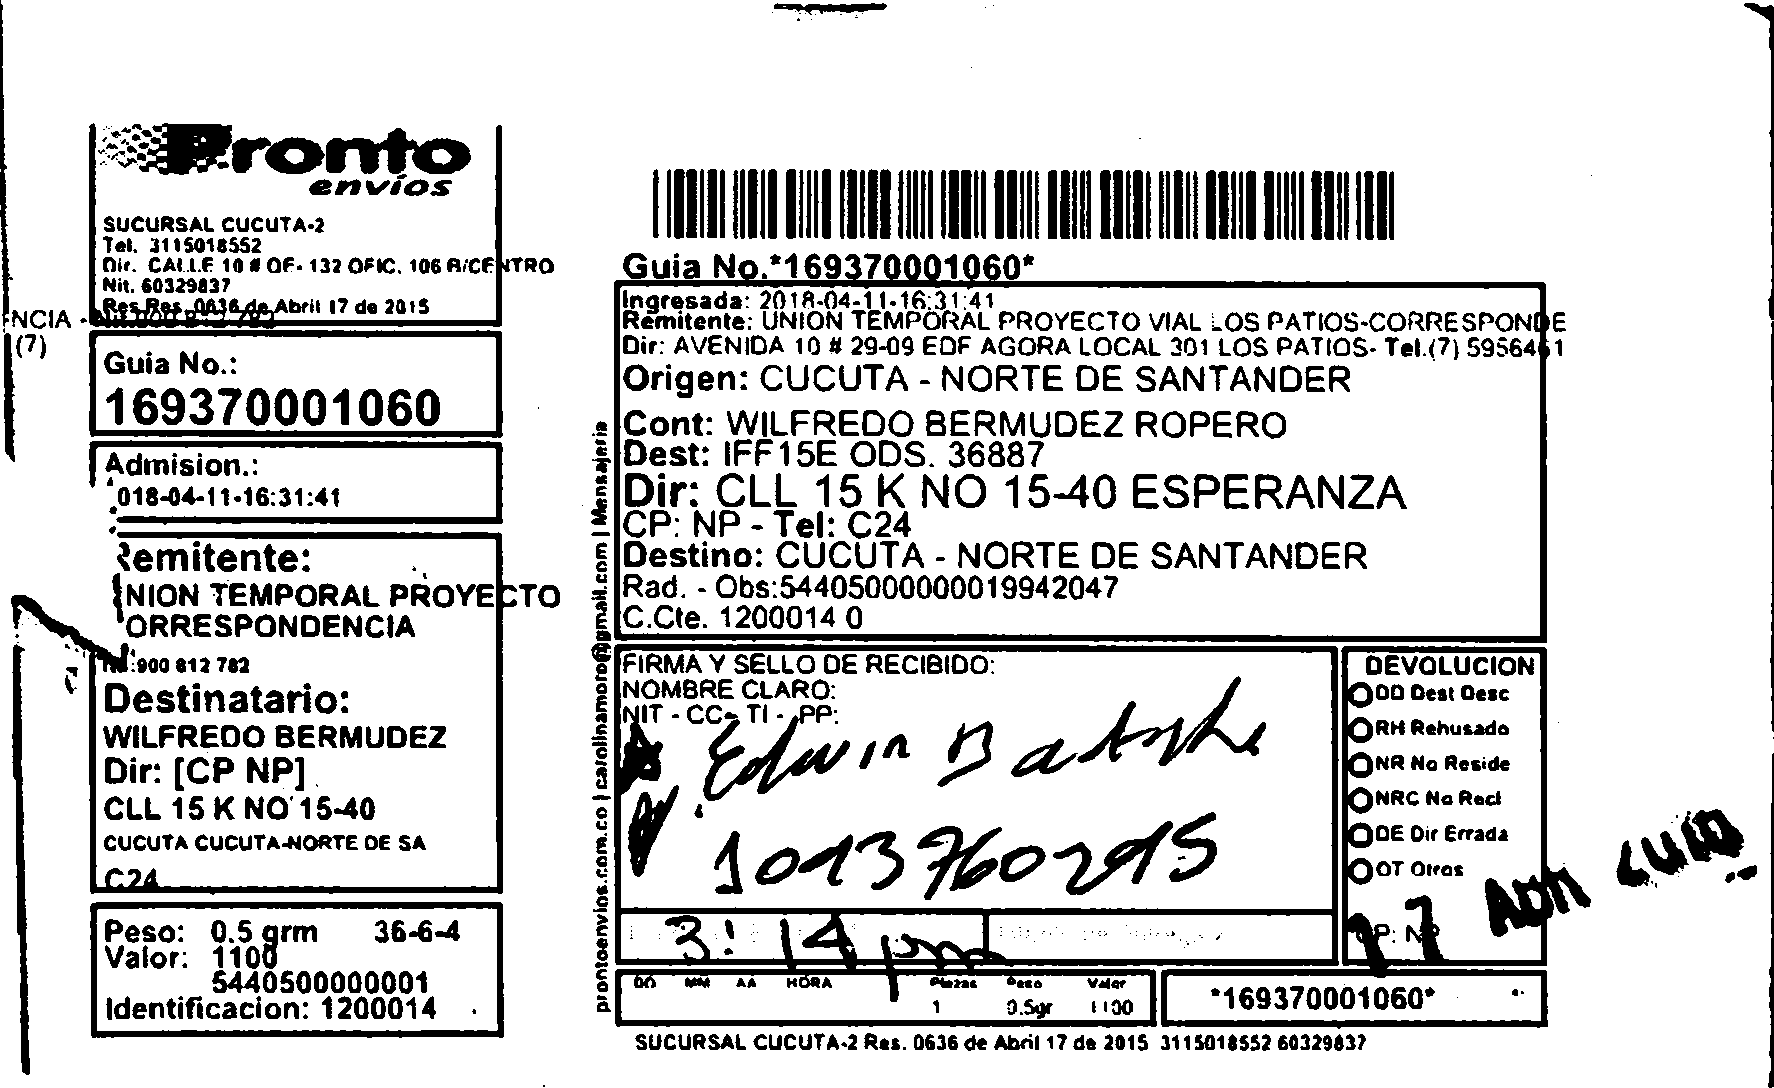 Pronto
envíos
SUCURSAL CUCUTA-2
Tel. 3115018552
Dir. CALLE 10 # OF- 132 OFIC. 106 B/CENTRO
Nit. 60329837
Res.Res. 0636 de Abril 17 de 2015
NCIA -
(7)
Guia No.:
169370001060
Admision.:
018-04-11-16:31:41
Remitente:
NION TEMPORAL PROYECTO
ORRESPONDENCIA
:900 812 782
Destinatario:
WILFREDO BERMUDEZ
Dir: [CP NP]
CLL 15 K NO 15-40
CUCUTA CUCUTA-NORTE DE SA
C24
Peso: 0.5 grm 36-6-4
Valor: 1100
5440500000001
Identificacion: 1200014
prontoenvios.com.co | carolinamoro@gmail.com | Mensajeria
Guia No.*169370001060*
Ingresada: 2018-04-11-16:31:41
Remitente: UNION TEMPORAL PROYECTO VIAL LOS PATIOS-CORRESPONDE
Dir: AVENIDA 10 # 29-09 EDF AGORA LOCAL 301 LOS PATIOS- Tel.(7) 5956461
Origen: CUCUTA - NORTE DE SANTANDER
Cont: WILFREDO BERMUDEZ ROPERO
Dest: IFF15E ODS. 36887
Dir: CLL 15 K NO 15-40 ESPERANZA
CP: NP - Tel: C24
Destino: CUCUTA - NORTE DE SANTANDER
Rad. - Obs:54405000000019942047
C.Cte. 1200014 0
FIRMA Y SELLO DE RECIBIDO:
NOMBRE CLARO:
NIT - CC- TI - PP:
Edwin
3:14 pm
DEVOLUCION
DD Dest Desc
RH Rehusado
NR No Reside
NRC No Recl
DE Dir Errada
OT Otros
CP: NP
DD MM AA HORA Piezas Peso Valor
1 0.5gr 1100
*169370001060*
SUCURSAL CUCUTA-2 Res. 0636 de Abril 17 de 2015 3115018552 60329837